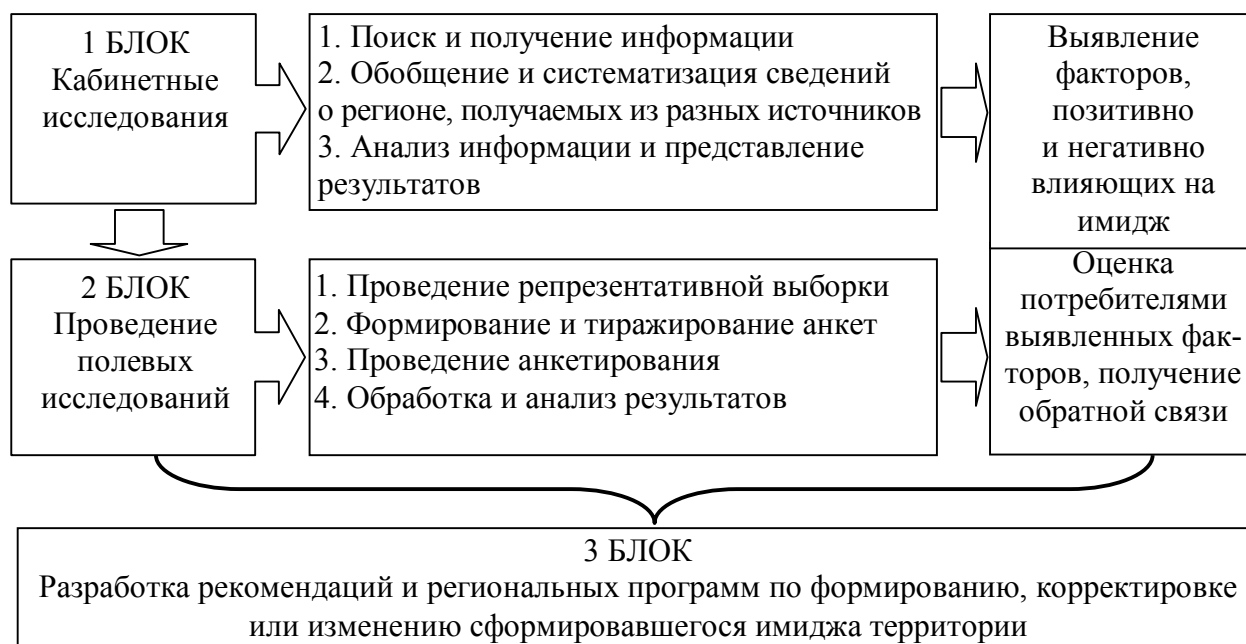 1 БЛОК
Кабинетные
исследования
1. Поиск и получение информации
2. Обобщение и систематизация сведений
о регионе, получаемых из разных источников
3. Анализ информации и представление
результатов
Выявление
факторов,
позитивно
и негативно
влияющих на
имидж
2 БЛОК
Проведение
полевых
исследований
1. Проведение репрезентативной выборки
2. Формирование и тиражирование анкет
3. Проведение анкетирования
4. Обработка и анализ результатов
Оценка
потребителями
выявленных фак-
торов, получение
обратной связи
3 БЛОК
Разработка рекомендаций и региональных программ по формированию, корректировке
или изменению сформировавшегося имиджа территории